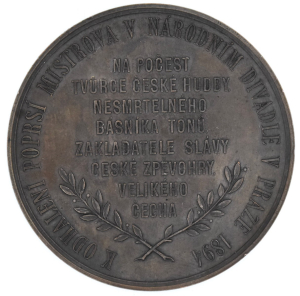 K ODHALENÍ POPRSÍ MISTROVA V NÁRODNÍM DIVADLE V PRAZE 1894
NA POČEST
TVŮRCE ČESKÉ HUDBY
NESMRTELNÉHO
BÁSNÍKA TÓNŮ
ZAKLADATELE SLÁVY
ČESKÉ ZPĚVOHRY
VELIKÉHO
ČECHA